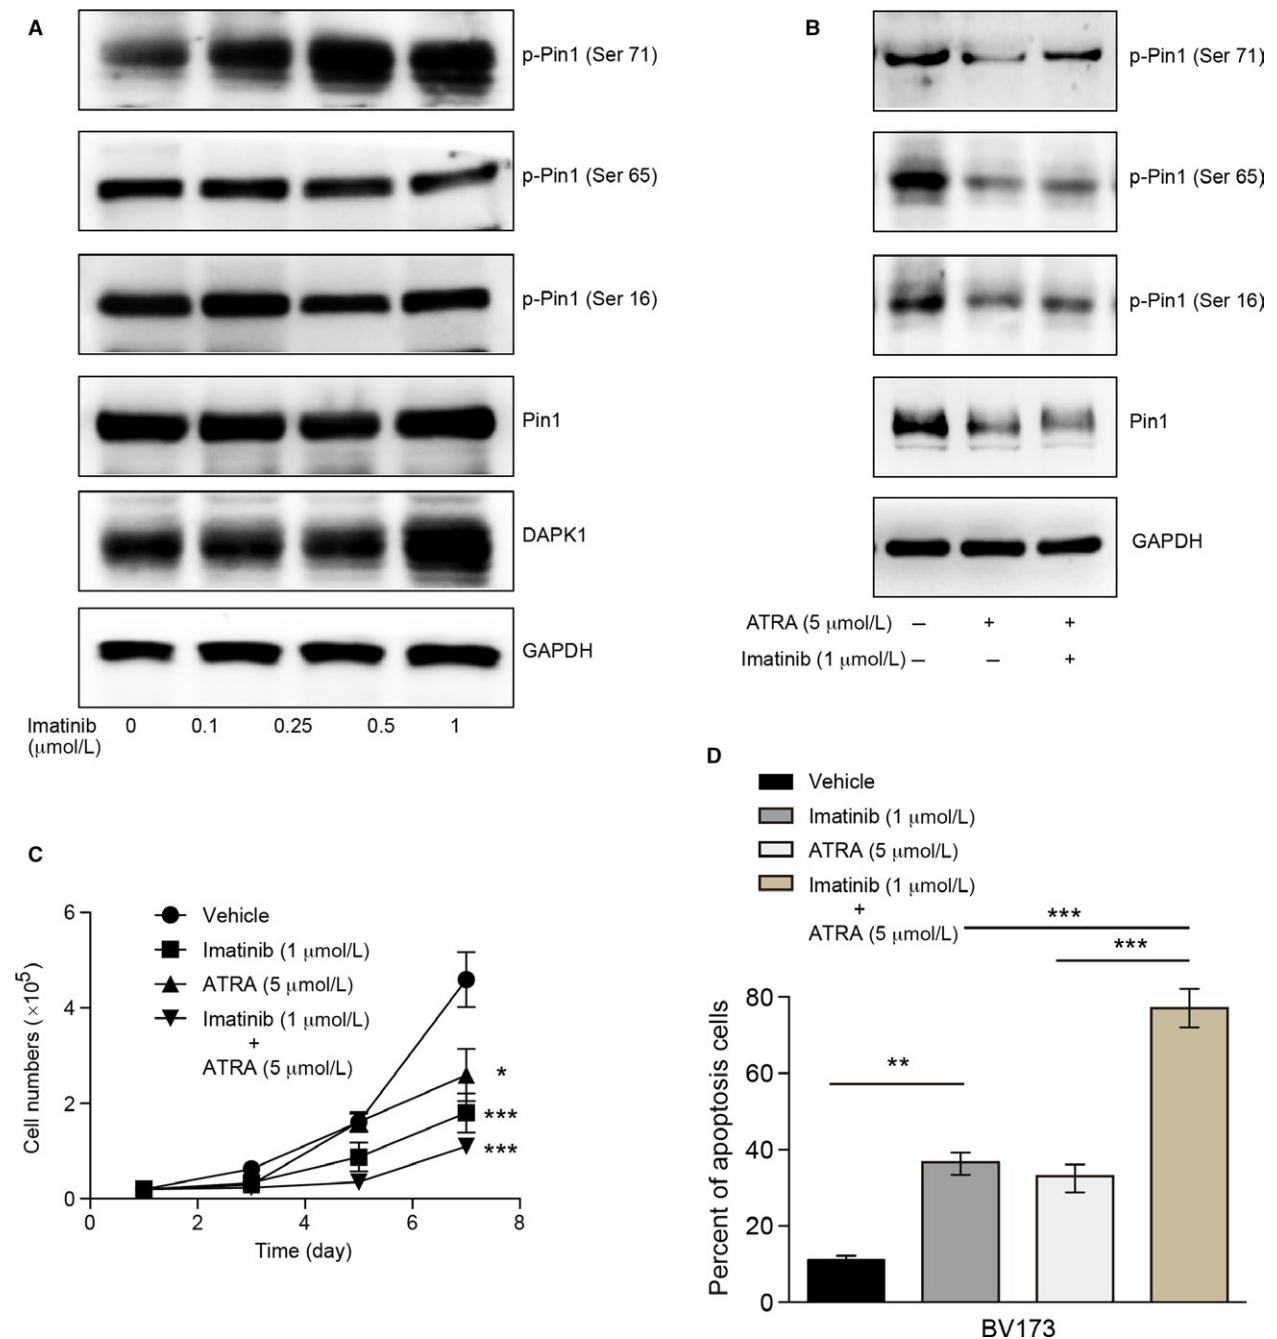 A
p-Pin1 (Ser 71)
p-Pin1 (Ser 65)
p-Pin1 (Ser 16)
Pin1
DAPK1
GAPDH
Imatinib 0 0.1 0.25 0.5 1
(μmol/L)
B
p-Pin1 (Ser 71)
p-Pin1 (Ser 65)
p-Pin1 (Ser 16)
Pin1
GAPDH
ATRA (5 μmol/L) – + +
Imatinib (1 μmol/L) – – +
C
Vehicle
Imatinib (1 μmol/L)
ATRA (5 μmol/L)
Imatinib (1 μmol/L)
+
ATRA (5 μmol/L)
Cell numbers (×10⁵)
6
4
2
0
*
***
***
0 2 4 6 8
Time (day)
D
Vehicle
Imatinib (1 μmol/L)
ATRA (5 μmol/L)
Imatinib (1 μmol/L)
+
ATRA (5 μmol/L)
***
***
**
Percent of apoptosis cells
80
60
40
20
0
BV173